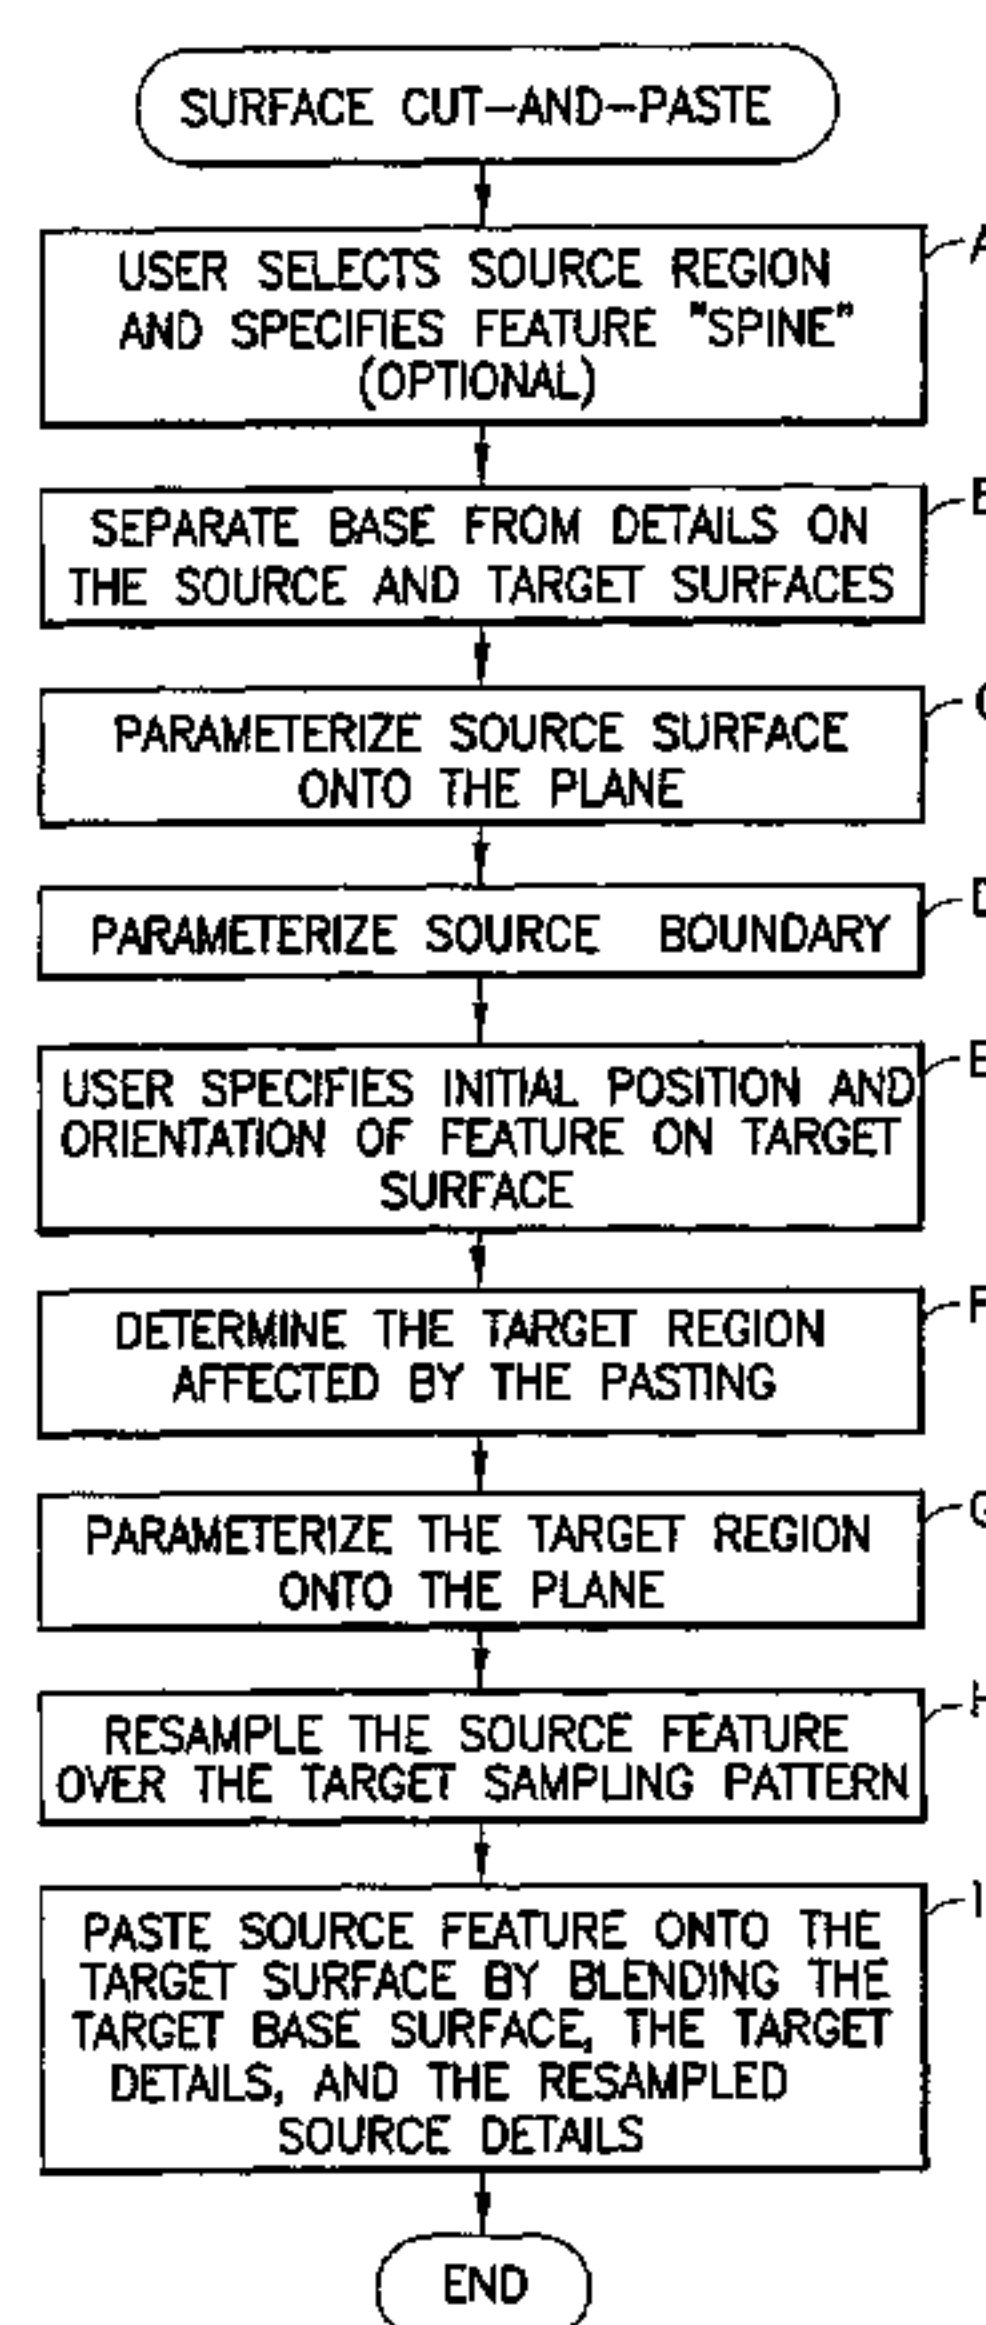 SURFACE CUT-AND-PASTE
A
USER SELECTS SOURCE REGION
AND SPECIFIES FEATURE "SPINE"
(OPTIONAL)
B
SEPARATE BASE FROM DETAILS ON
THE SOURCE AND TARGET SURFACES
C
PARAMETERIZE SOURCE SURFACE
ONTO THE PLANE
D
PARAMETERIZE SOURCE BOUNDARY
E
USER SPECIFIES INITIAL POSITION AND
ORIENTATION OF FEATURE ON TARGET
SURFACE
F
DETERMINE THE TARGET REGION
AFFECTED BY THE PASTING
G
PARAMETERIZE THE TARGET REGION
ONTO THE PLANE
H
RESAMPLE THE SOURCE FEATURE
OVER THE TARGET SAMPLING PATTERN
I
PASTE SOURCE FEATURE ONTO THE
TARGET SURFACE BY BLENDING THE
TARGET BASE SURFACE, THE TARGET
DETAILS, AND THE RESAMPLED
SOURCE DETAILS
END